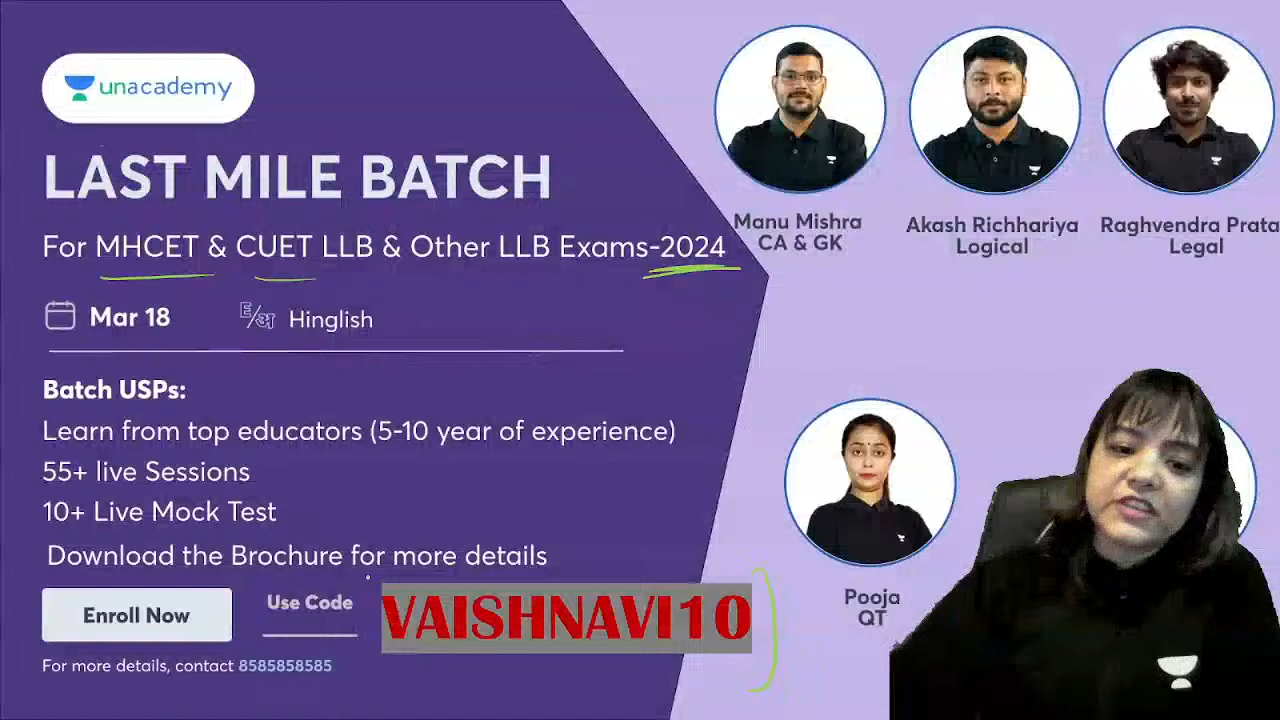 unacademy
LAST MILE BATCH
For MHCET & CUET LLB & Other LLB Exams-2024
Mar 18
E/अ
Hinglish
Batch USPs:
Learn from top educators (5-10 year of experience)
55+ live Sessions
10+ Live Mock Test
Download the Brochure for more details
Enroll Now
Use Code
VAISHNAVI10
For more details, contact 8585858585
Manu Mishra
CA & GK
Akash Richhariya
Logical
Raghvendra Prata
Legal
Pooja
QT